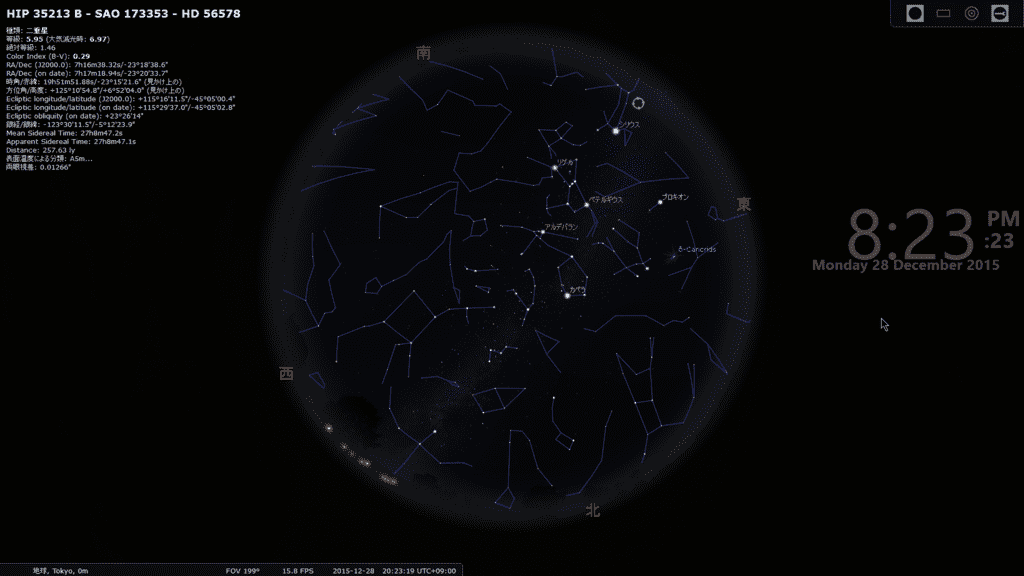 HIP 35213 B - SAO 173353 - HD 56578
種類: 二重星
等級: 5.95 (大気減光時: 6.97)
絶対等級: 1.46
Color Index (B-V): 0.29
RA/Dec (J2000.0): 7h16m38.32s/-23°18'38.6"
RA/Dec (on date): 7h17m18.94s/-23°20'33.7"
時角/赤緯: 19h51m51.88s/-23°15'21.6" (見かけ上の)
方位角/高度: +125°10'54.8"/+6°52'04.0" (見かけ上の)
Ecliptic longitude/latitude (J2000.0): +115°16'11.5"/-45°05'00.4"
Ecliptic longitude/latitude (on date): +115°29'37.0"/-45°05'02.8"
Ecliptic obliquity (on date): +23°26'14"
銀経/銀緯: -123°30'11.5"/-5°12'23.9"
Mean Sidereal Time: 27h8m47.2s
Apparent Sidereal Time: 27h8m47.1s
Distance: 257.63 ly
表面温度による分類: A5m...
両眼視差: 0.01266"
南
シリウス
リゲル
ベテルギウス
プロキオン
東
アルデバラン
δ-Cancrids
カペラ
西
北
8:23 PM
:23
Monday 28 December 2015
地球, Tokyo, 0m
FOV 199°
15.8 FPS
2015-12-28
20:23:19 UTC+09:00